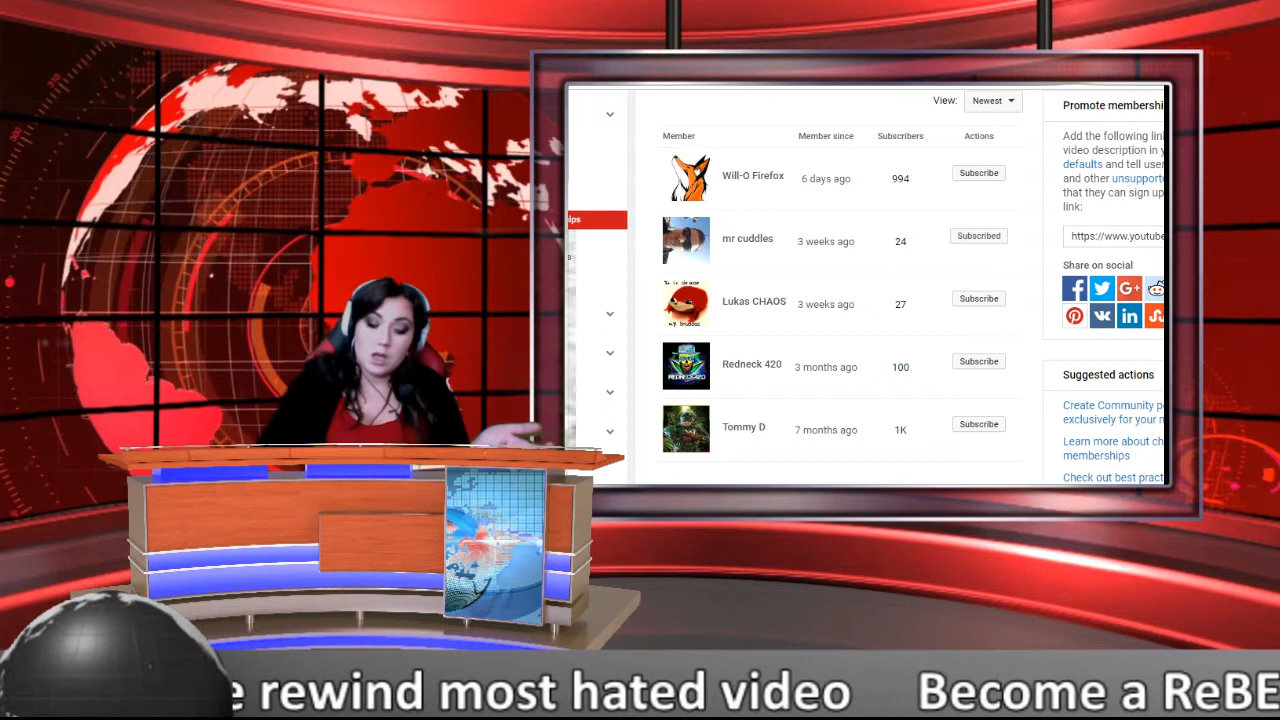 View: Newest
Member Member since Subscribers Actions
Will-O Firefox 6 days ago 994 Subscribe
mr cuddles 3 weeks ago 24 Subscribed
Lukas CHAOS 3 weeks ago 27 Subscribe
Redneck 420 3 months ago 100 Subscribe
Tommy D 7 months ago 1K Subscribe
ips
s
Promote membershi
Add the following lin
video description in y
defaults and tell user
and other unsupporte
that they can sign up
link:
https://www.youtube
Share on social
Suggested actions
Create Community p
exclusively for your m
Learn more about ch
memberships
Check out best pract
e rewind most hated video Become a ReBE